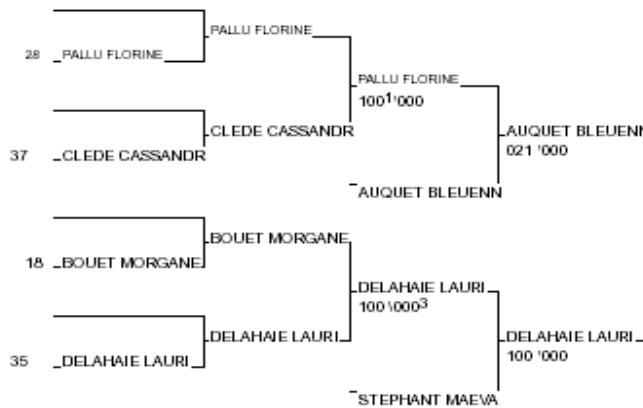 PALLU FLORINE
28 PALLU FLORINE
PALLU FLORINE
100¹'000
CLEDE CASSANDR
37 CLEDE CASSANDR
AUQUET BLEUENN
021 '000
AUQUET BLEUENN
BOUET MORGANE
18 BOUET MORGANE
DELAHAIE LAURI
100 \000³
DELAHAIE LAURI
35 DELAHAIE LAURI
DELAHAIE LAURI
100 '000
STEPHANT MAEVA